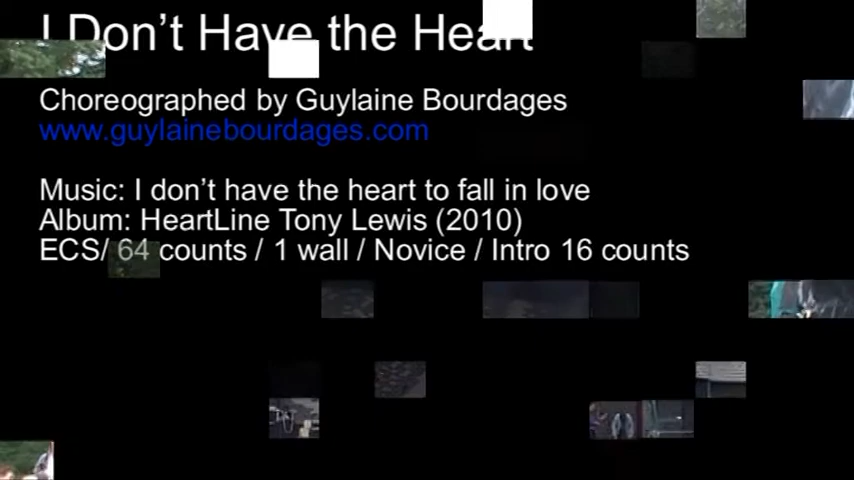 I Don't Have the Heart
Choreographed by Guylaine Bourdages
www.guylainebourdages.com
Music: I don't have the heart to fall in love
Album: HeartLine Tony Lewis (2010)
ECS/ 64 counts / 1 wall / Novice / Intro 16 counts